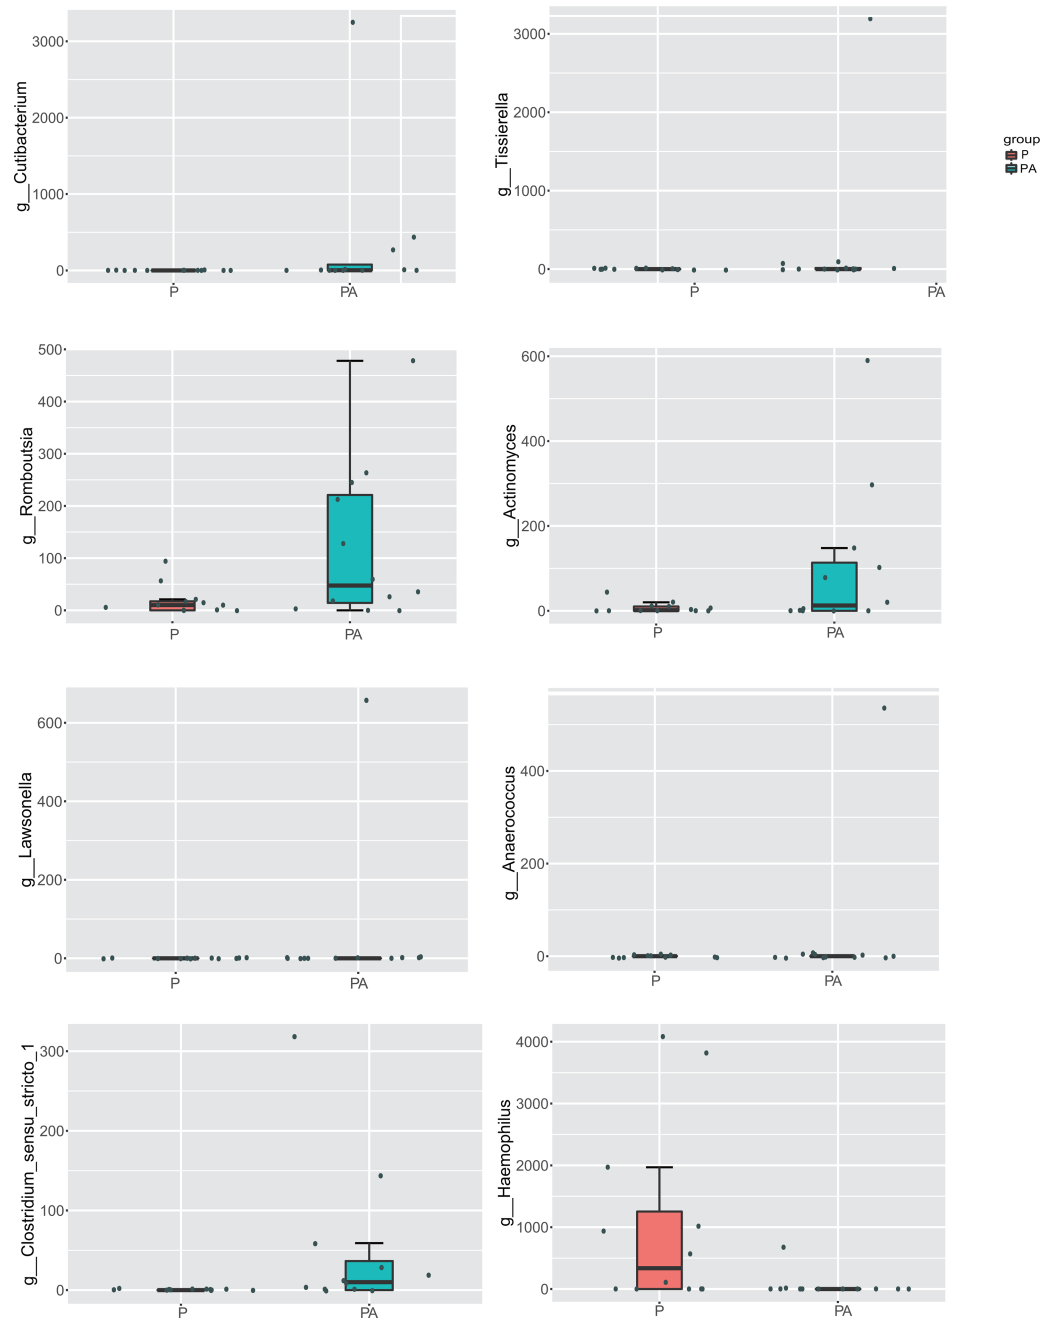 g__Cutibacterium
3000
2000
1000
0
P PA
g__Tissierella
3000
2000
1000
0
P PA
group
P
PA
g__Romboutsia
500
400
300
200
100
0
P PA
g__Actinomyces
600
400
200
0
P PA
g__Lawsonella
600
400
200
0
P PA
g__Anaerococcus
400
200
0
P PA
g__Clostridium_sensu_stricto_1
300
200
100
0
P PA
g__Haemophilus
4000
3000
2000
1000
0
P PA